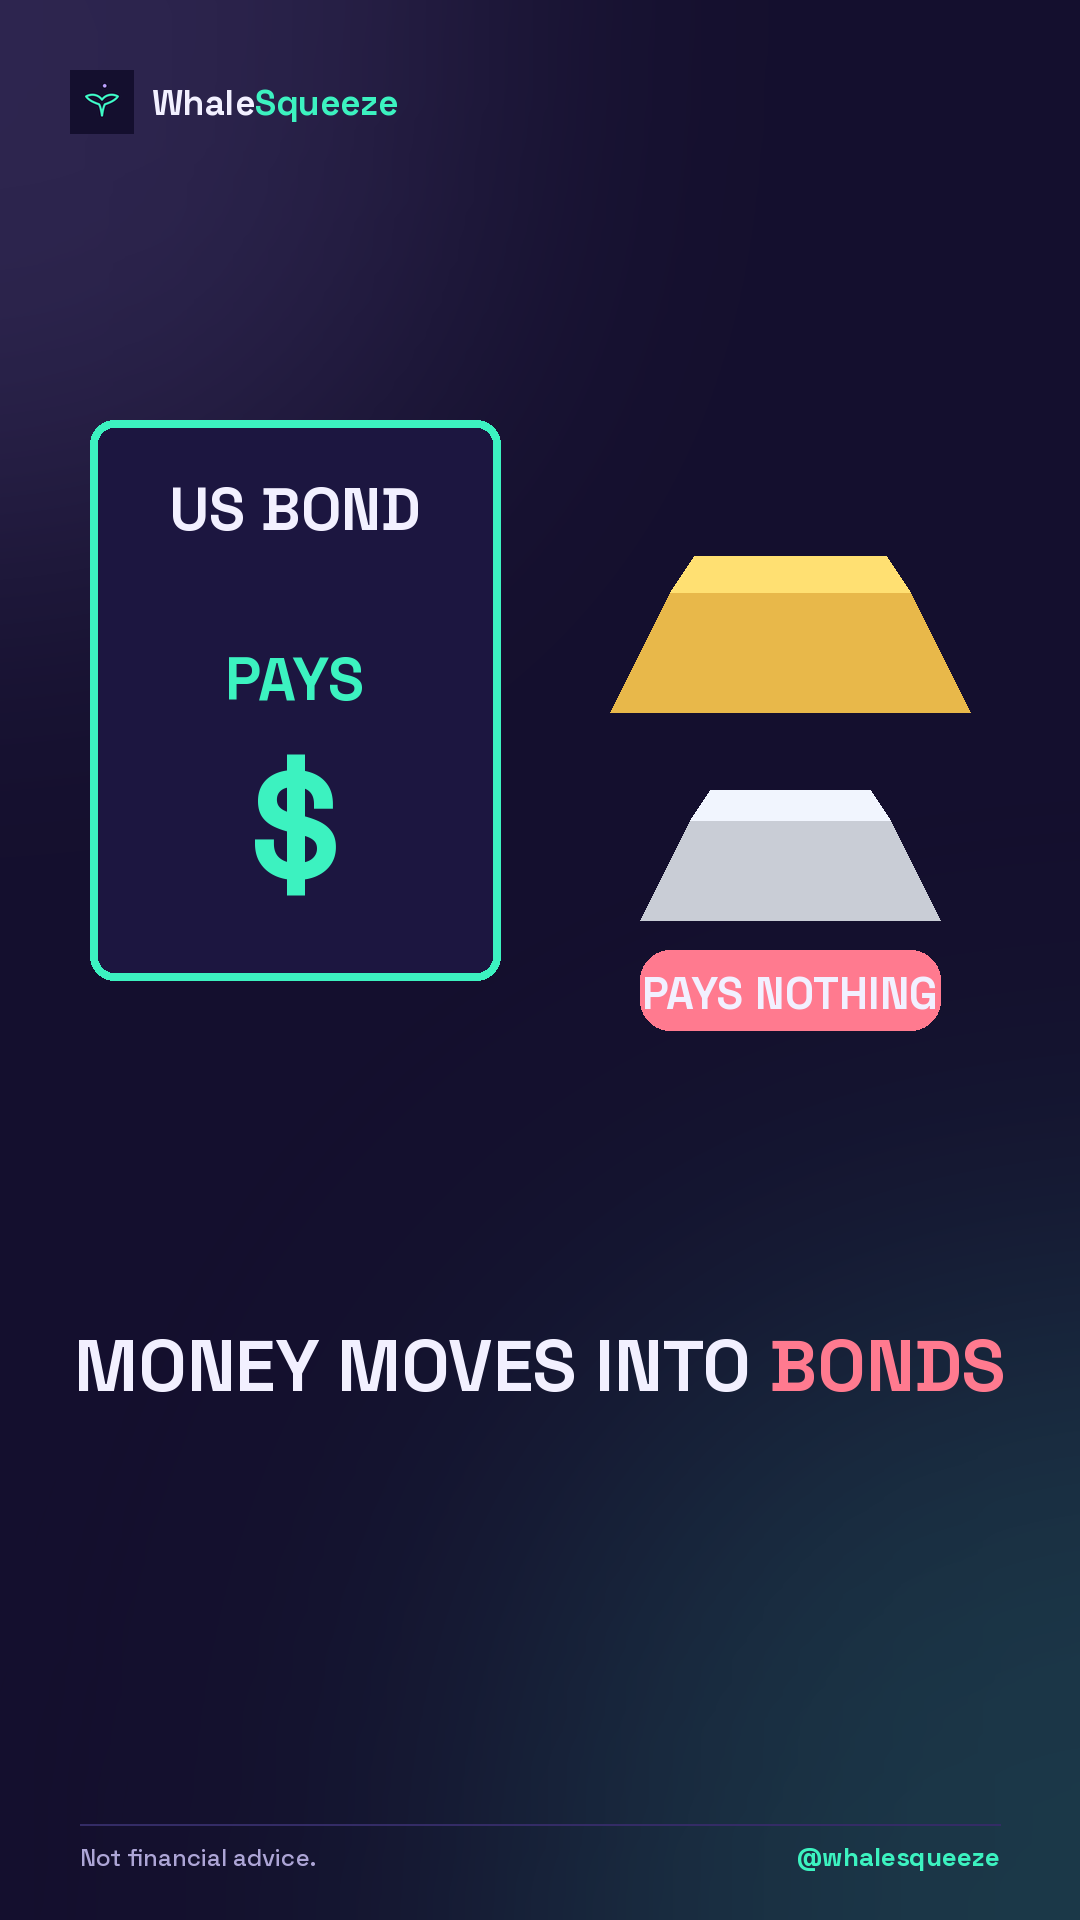 WhaleSqueeze
US BOND
PAYS
$
PAYS NOTHING
MONEY MOVES INTO BONDS
Not financial advice.
@whalesqueeze